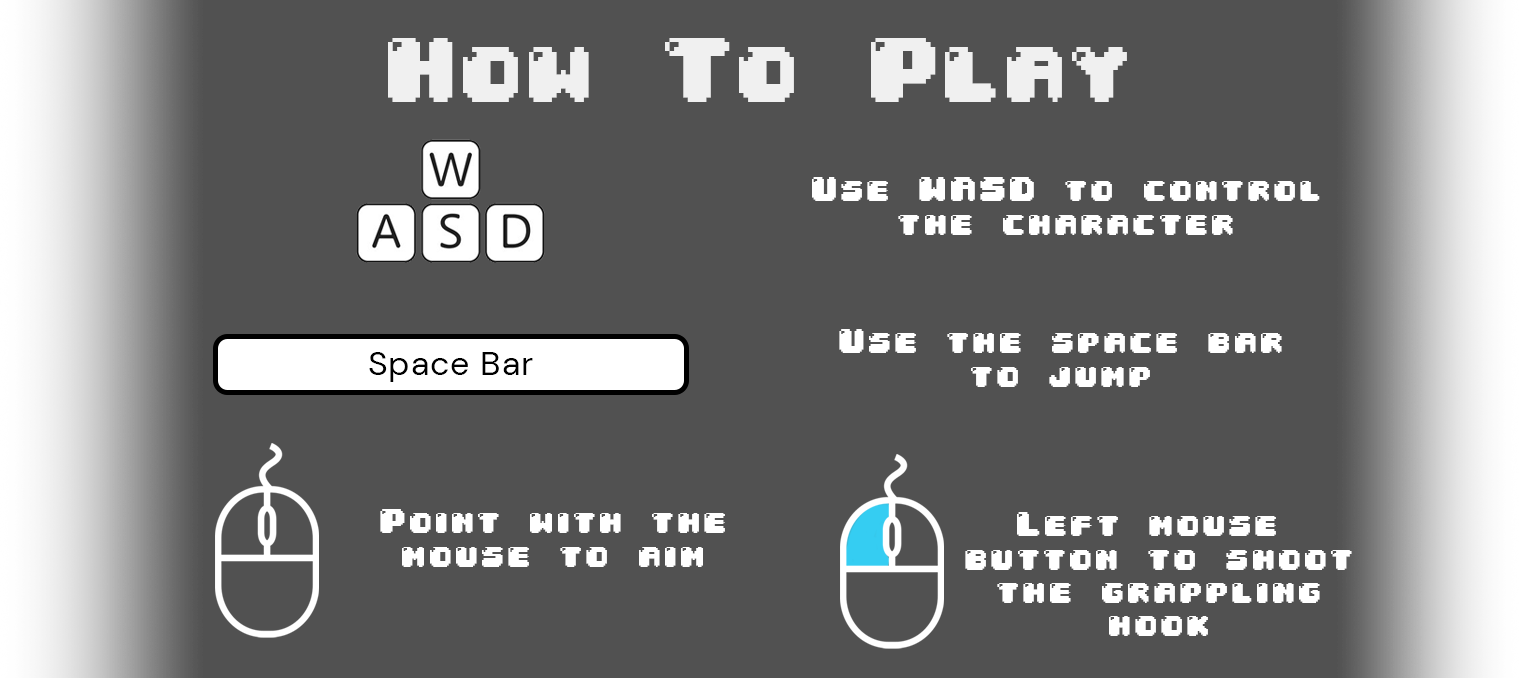 How To Play
W
A S D
Use WASD to control
the character
Space Bar
Use the space bar
to jump
Point with the
mouse to aim
Left mouse
button to shoot
the grappling
hook